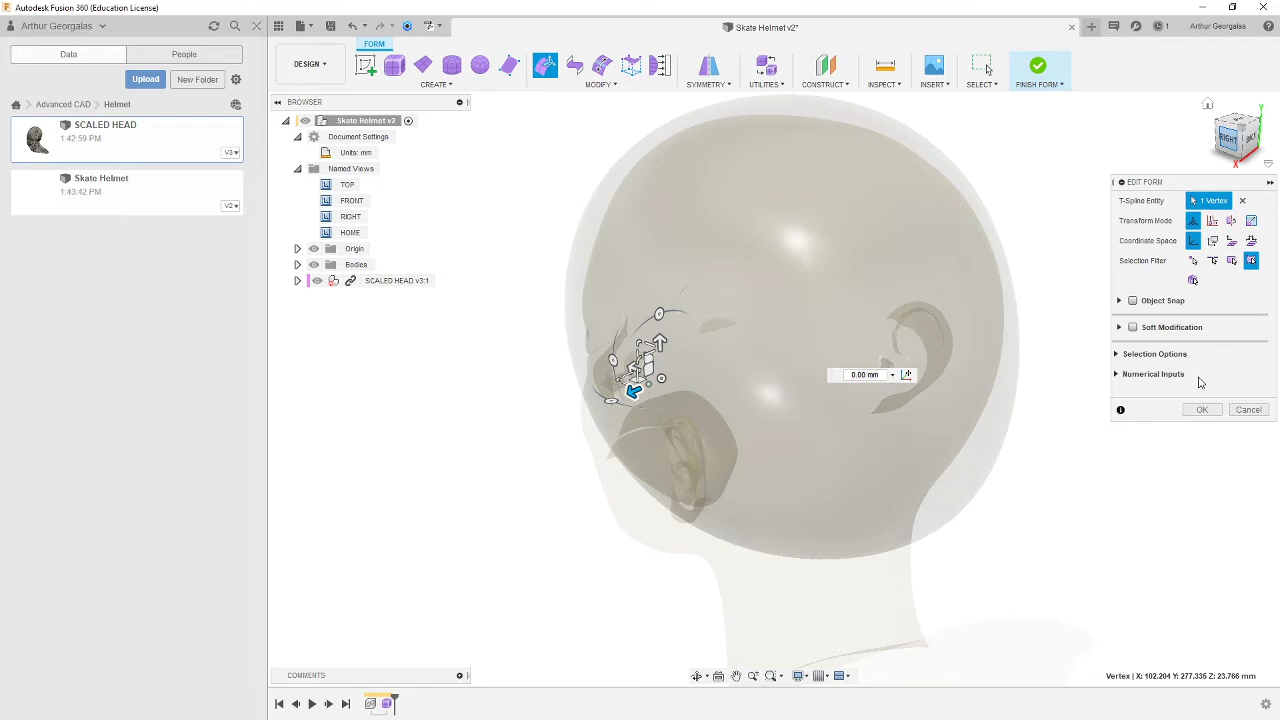 Autodesk Fusion 360 (Education License)
Arthur Georgalas
Skate Helmet v2*
1
Arthur Georgalas
Data
People
FORM
Upload
New Folder
DESIGN
CREATE
MODIFY
SYMMETRY
UTILITIES
CONSTRUCT
INSPECT
INSERT
SELECT
FINISH FORM
Advanced CAD
Helmet
SCALED HEAD
1:42:59 PM
V3
Skate Helmet
1:43:42 PM
V2
BROWSER
Skate Helmet v2
Document Settings
Units: mm
Named Views
TOP
FRONT
RIGHT
HOME
Origin
Bodies
SCALED HEAD v3:1
0.00 mm
Y
RIGHT
X
EDIT FORM
T-Spline Entity
1 Vertex
Transform Mode
Coordinate Space
Selection Filter
Object Snap
Soft Modification
Selection Options
Numerical Inputs
OK
Cancel
COMMENTS
Vertex | X: 102.204 Y: 277.335 Z: 23.766 mm